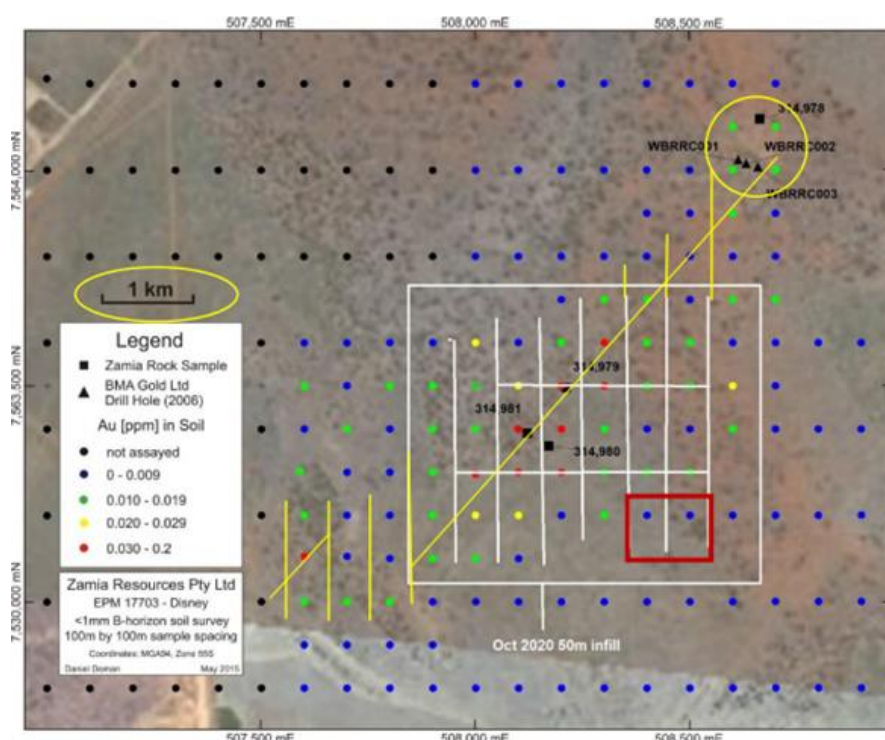 507,500 mE 508,000 mE 508,500 mE
314,978
WBRRC001 WBRRC002
7,564,000 mN
WBRRC003
1 km
Legend
Zamia Rock Sample
BMA Gold Ltd
Drill Hole (2006)
Au [ppm] in Soil
not assayed
0 - 0.009
0.010 - 0.019
0.020 - 0.029
0.030 - 0.2
314,979
7,563,500 mN
314,981
314,980
Zamia Resources Pty Ltd
EPM 17703 - Disney
<1mm B-horizon soil survey
100m by 100m sample spacing
Coordinates: MGA94, Zone 55S
Daniel Doman May 2015
7,530,000 mN
Oct 2020 50m infill
507,500 mE 508,000 mE 508,500 mE